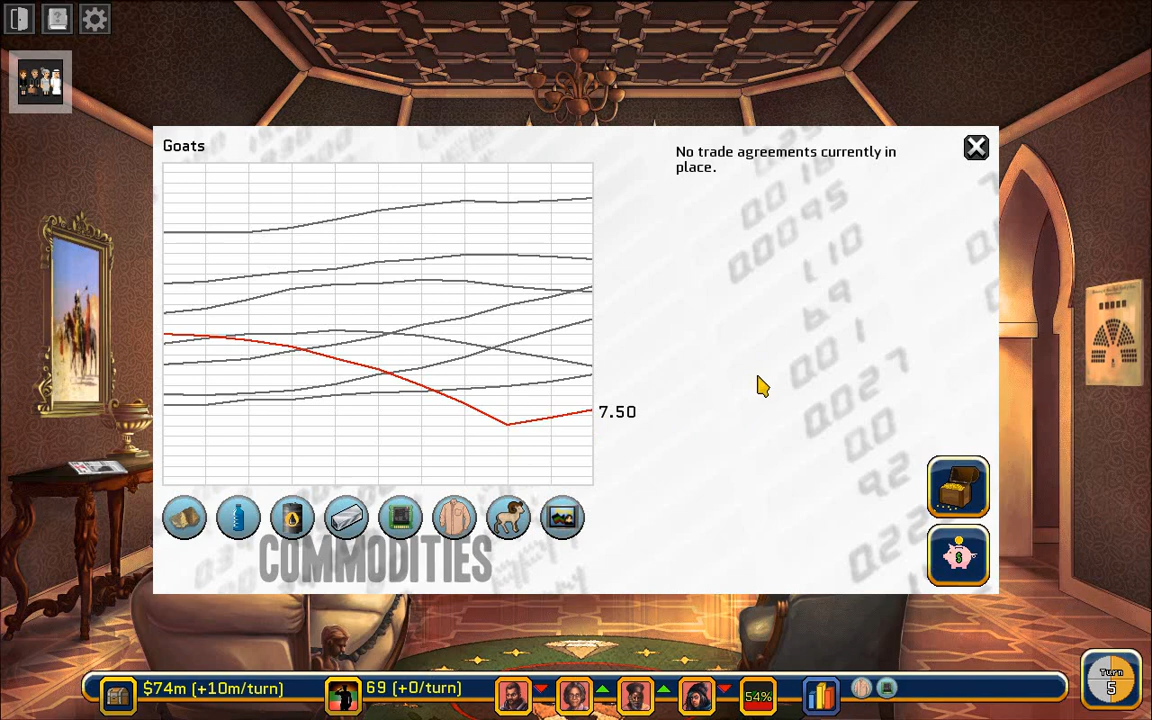 Goats
No trade agreements currently in
place.
7.50
COMMODITIES
$74m (+10m/turn)
69 (+0/turn)
54%
Turn
5